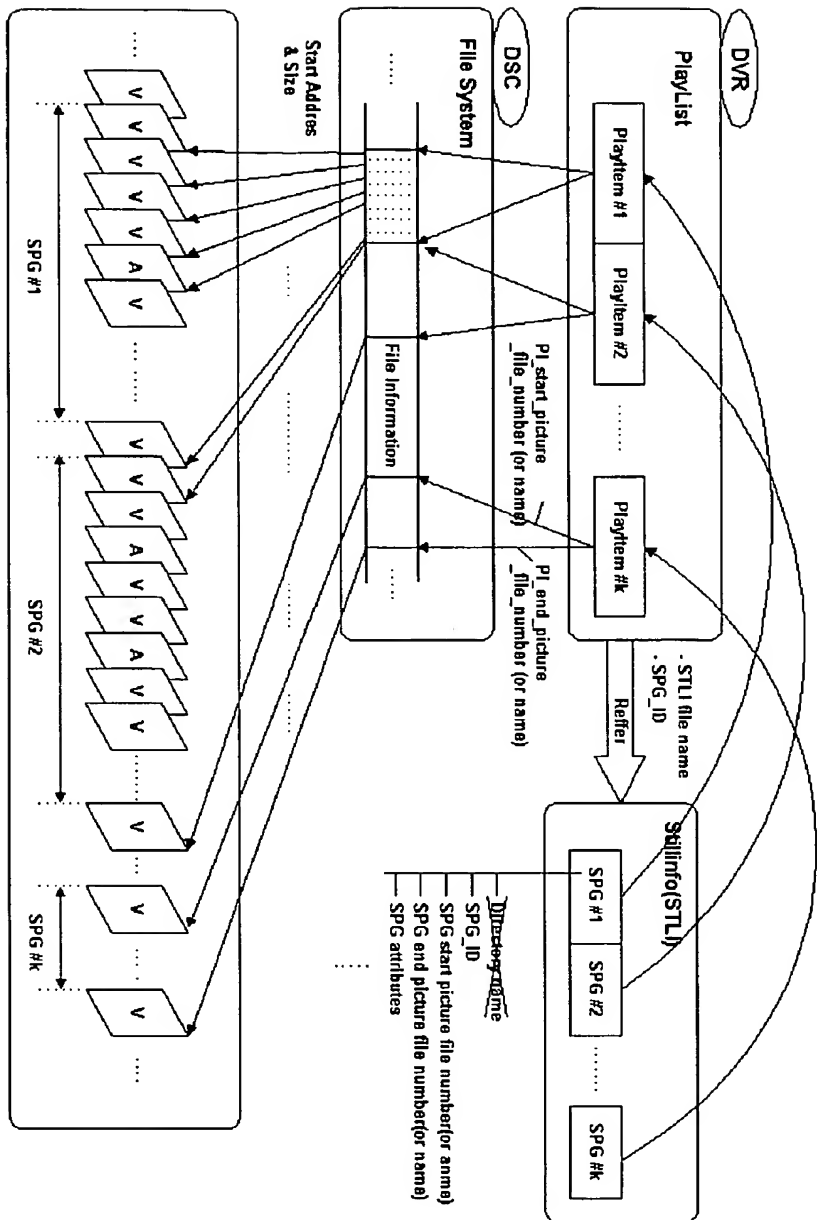 DVR
PlayList
PlayItem #1
PlayItem #2
........
PlayItem #k
- STLI file name
. SPG_ID
Reffer
StillInfo(STLI)
SPG #1
SPG #2
........
SPG #k
Directory name
SPG_ID
SPG start picture file number(or anme)
SPG end picture file number(or name)
SPG attributes
......
PI_start_picture
_file_number (or name)
PI_end_picture
_file_number (or name)
DSC
File System
......
File Information
......
Start Addres
& Size
......
V
V
V
V
V
A
V
........
V
V
V
A
V
V
A
V
V
......
V
......
V
......
V
......
SPG #1
SPG #2
SPG #k